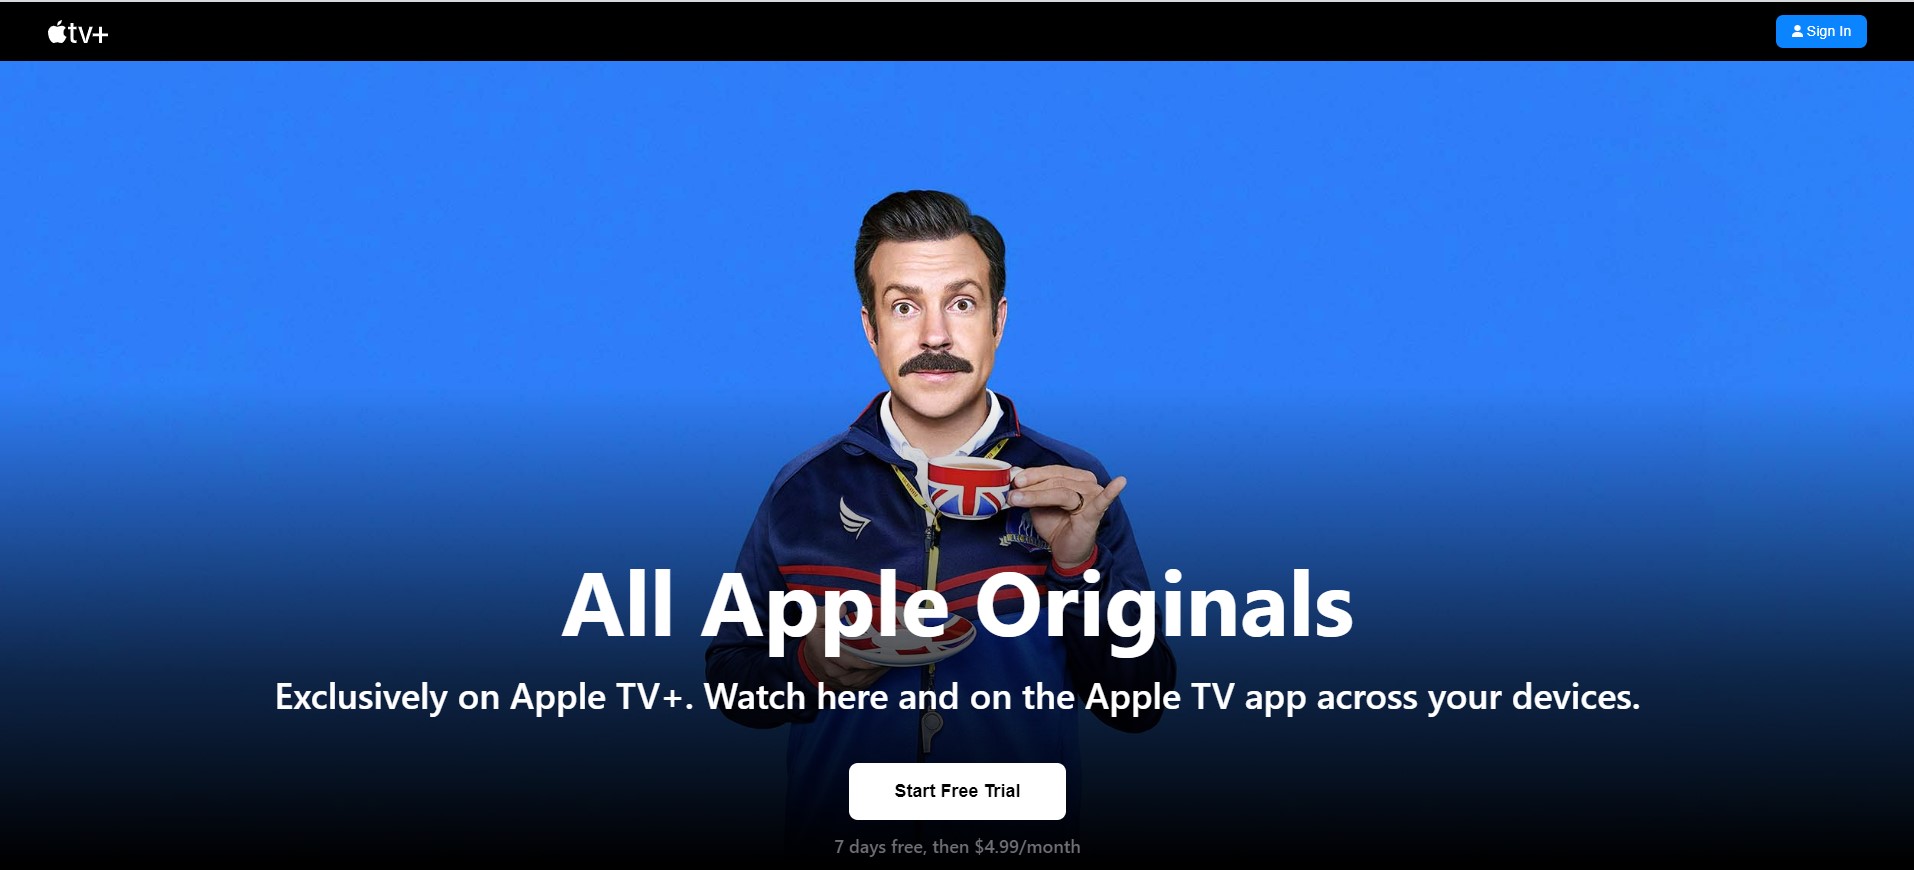 tv+
Sign In
All Apple Originals
Exclusively on Apple TV+. Watch here and on the Apple TV app across your devices.
Start Free Trial
7 days free, then $4.99/month